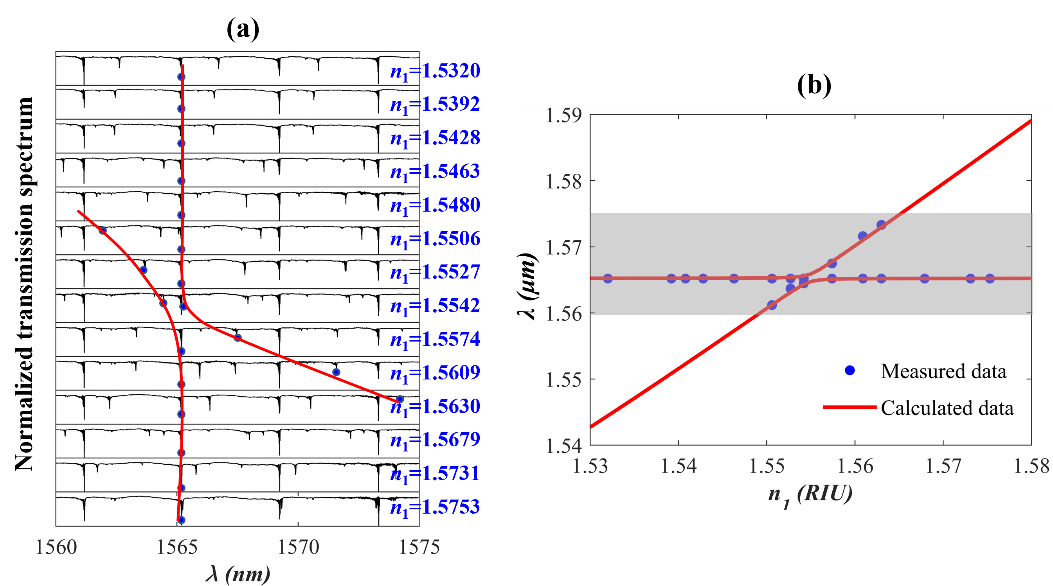 (a)
Normalized transmission spectrum
n1=1.5320
n1=1.5392
n1=1.5428
n1=1.5463
n1=1.5480
n1=1.5506
n1=1.5527
n1=1.5542
n1=1.5574
n1=1.5609
n1=1.5630
n1=1.5679
n1=1.5731
n1=1.5753
1560 1565 1570 1575
λ (nm)
(b)
λ (μm)
1.59
1.58
1.57
1.56
1.55
1.54
Measured data
Calculated data
1.53 1.54 1.55 1.56 1.57 1.58
n1 (RIU)